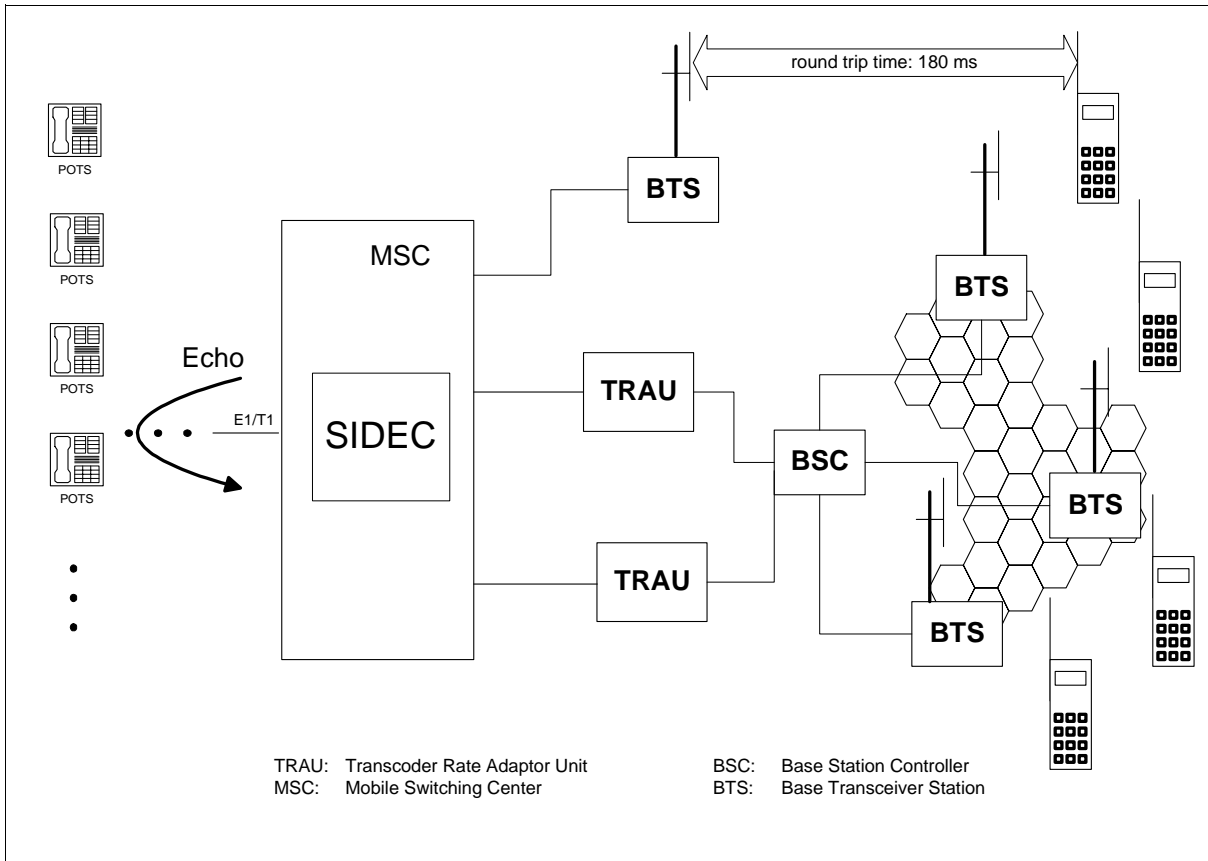 round trip time: 180 ms
POTS
BTS
POTS
MSC
BTS
POTS
Echo
TRAU
E1/T1
SIDEC
BSC
POTS
BTS
TRAU
BTS
TRAU: Transcoder Rate Adaptor Unit
BSC: Base Station Controller
MSC: Mobile Switching Center
BTS: Base Transceiver Station